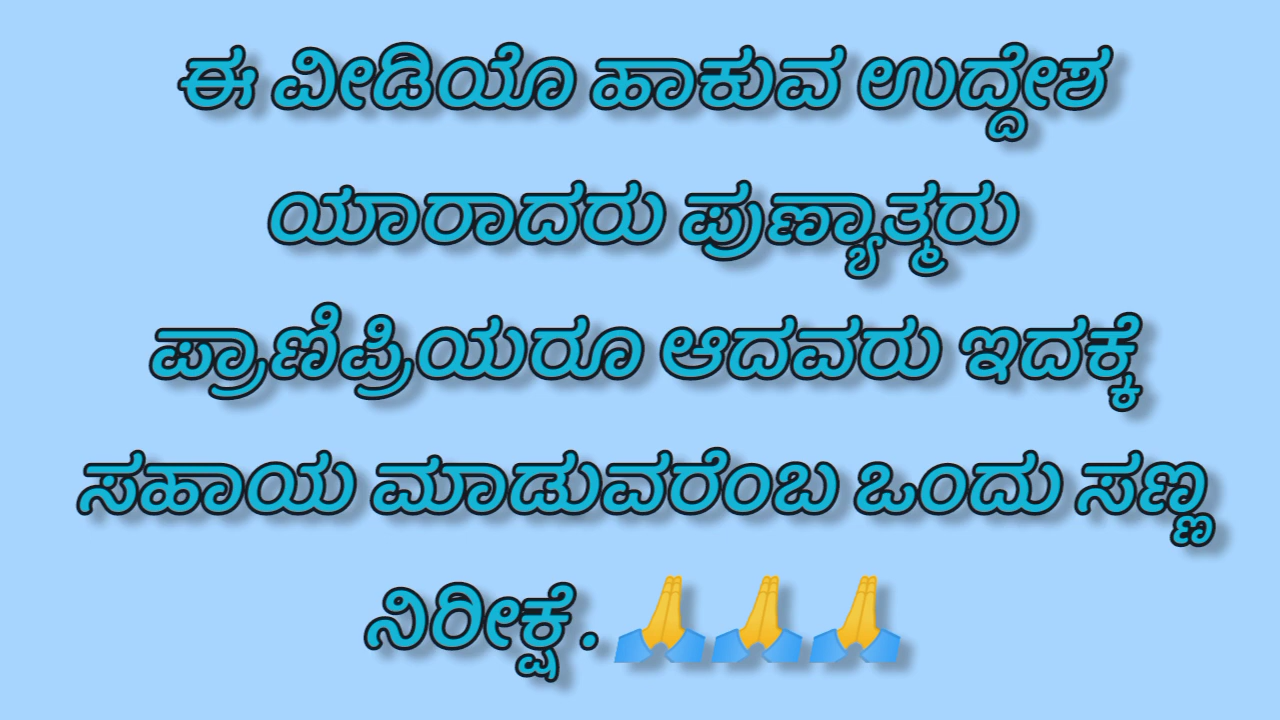 ಈ ವೀಡಿಯೊ ಹಾಕುವ ಉದ್ದೇಶ
ಯಾರಾದರು ಪುಣ್ಯಾತ್ಮರು
ಪ್ರಾಣಿಪ್ರಿಯರೂ ಆದವರು ಇದಕ್ಕೆ
ಸಹಾಯ ಮಾಡುವರೆಂಬ ಒಂದು ಸಣ್ಣ
ನಿರೀಕ್ಷೆ. 🙏🙏🙏